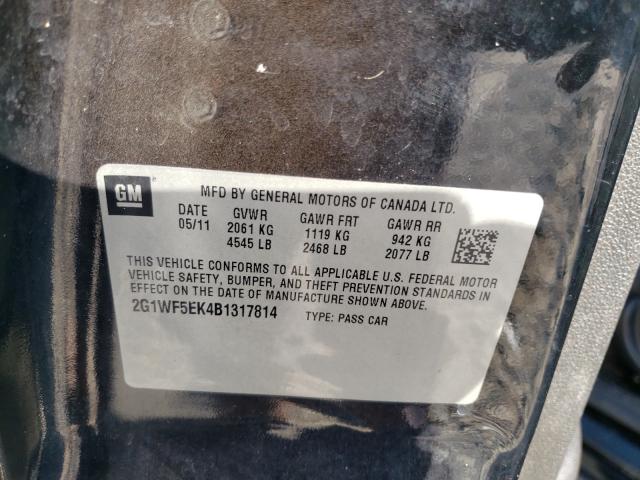 GM
MFD BY GENERAL MOTORS OF CANADA LTD.
DATE GVWR GAWR FRT GAWR RR
05/11 2061 KG 1119 KG 942 KG
4545 LB 2468 LB 2077 LB
THIS VEHICLE CONFORMS TO ALL APPLICABLE U.S. FEDERAL MOTOR
VEHICLE SAFETY, BUMPER, AND THEFT PREVENTION STANDARDS IN
EFFECT ON THE DATE OF MANUFACTURE SHOWN ABOVE.
2G1WF5EK4B1317814 TYPE: PASS CAR